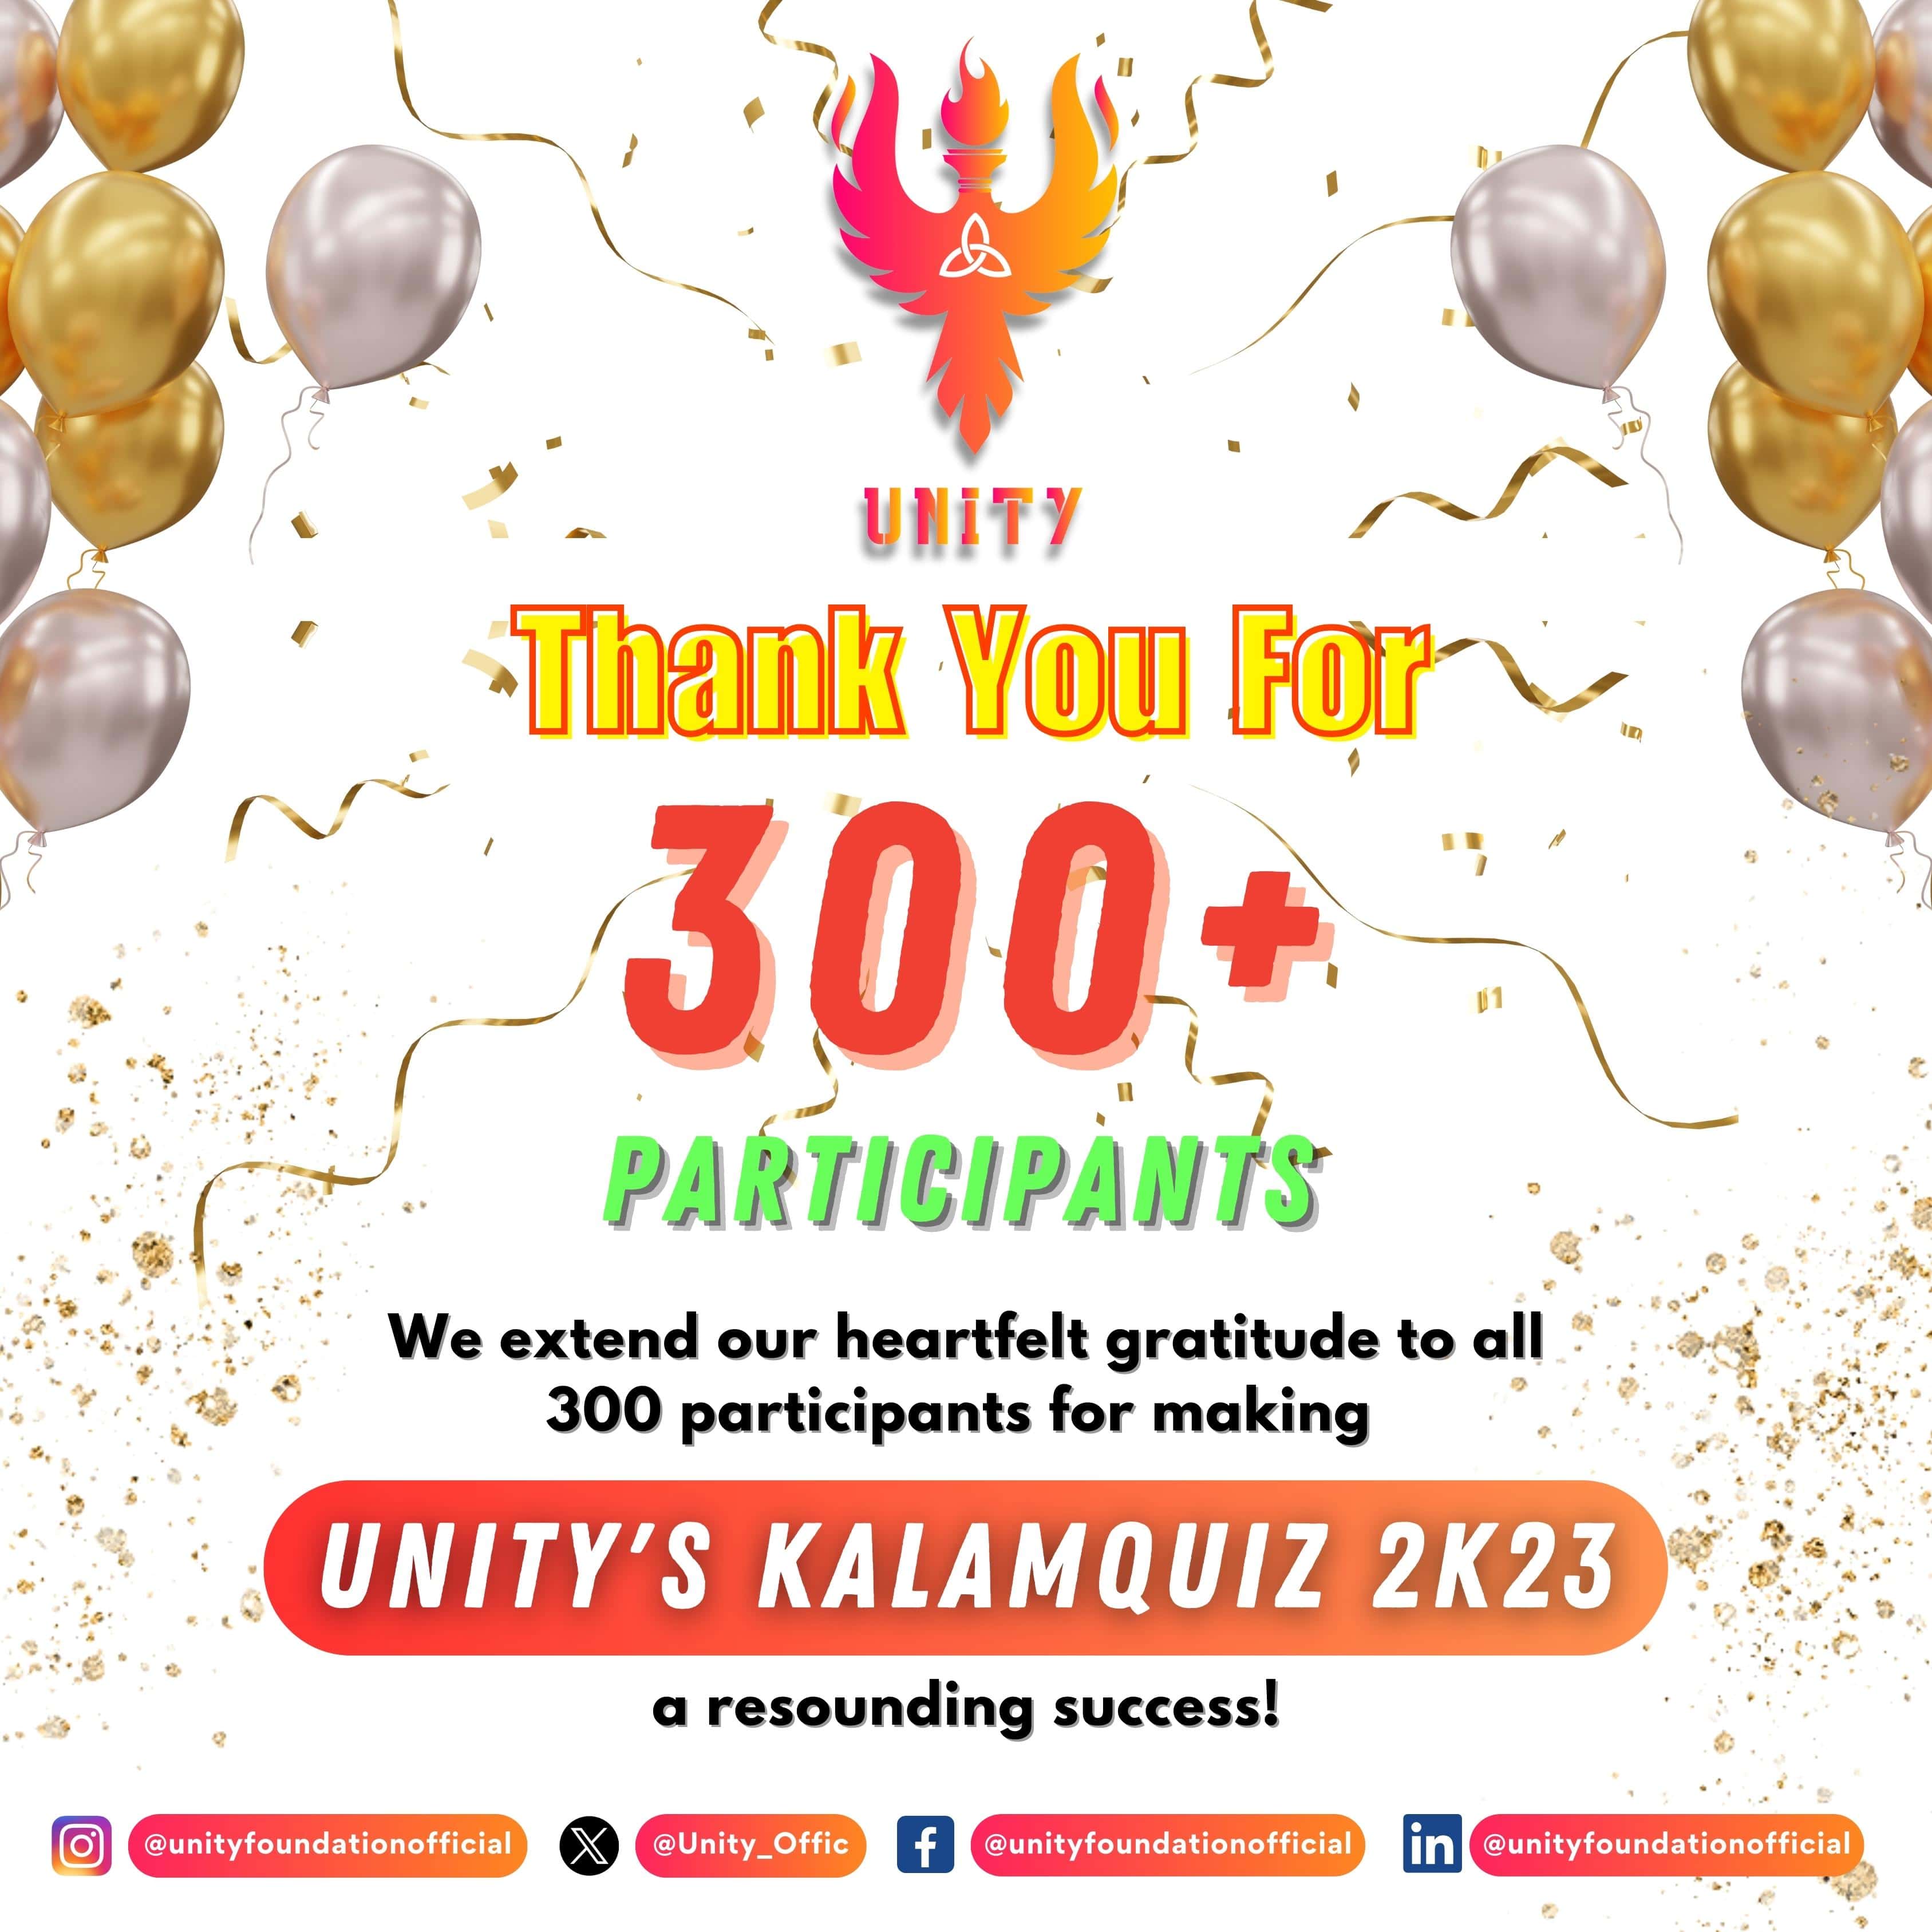 UNITY
Thank You For
300+
PARTICIPANTS
We extend our heartfelt gratitude to all
300 participants for making
UNITY'S KALAMQUIZ 2K23
a resounding success!
@unityfoundationofficial
@Unity_Offic
@unityfoundationofficial
@unityfoundationofficial